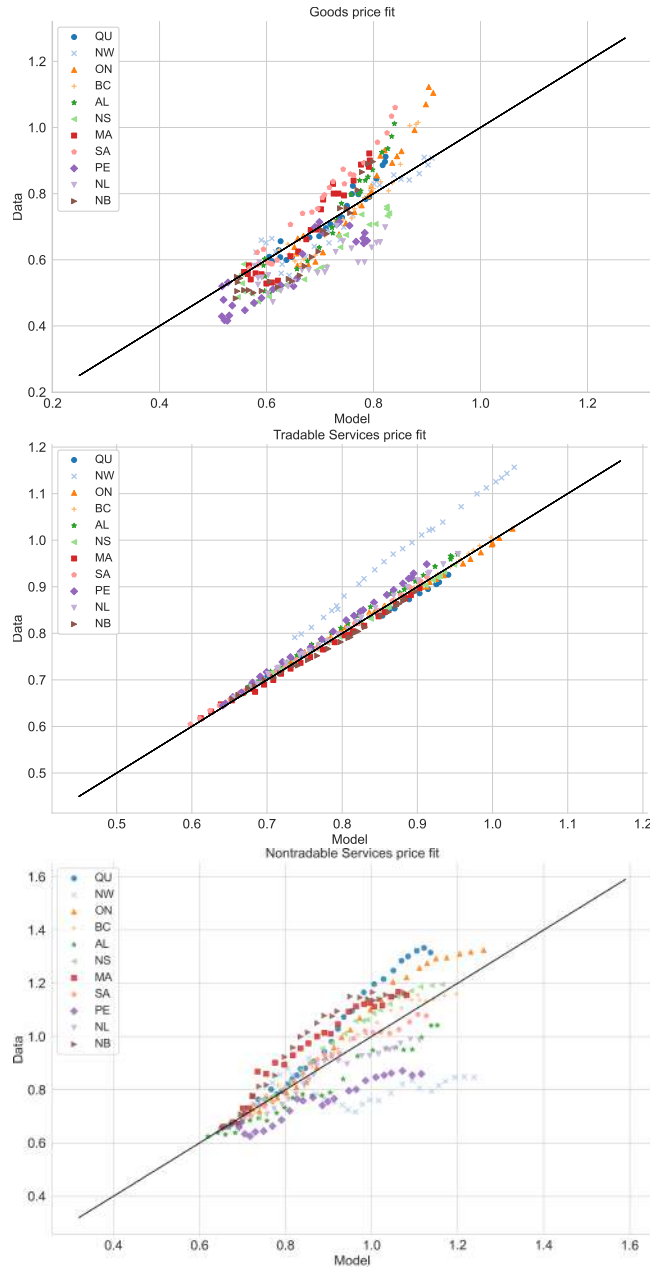 Goods price fit
QU
NW
ON
BC
AL
NS
MA
SA
PE
NL
NB
1.2
1.0
0.8
0.6
0.4
0.2
Data
0.2 0.4 0.6 0.8 1.0 1.2
Model
Tradable Services price fit
QU
NW
ON
BC
AL
NS
MA
SA
PE
NL
NB
1.2
1.1
1.0
0.9
0.8
0.7
0.6
0.5
Data
0.5 0.6 0.7 0.8 0.9 1.0 1.1 1.2
Model
Nontradable Services price fit
QU
NW
ON
BC
AL
NS
MA
SA
PE
NL
NB
1.6
1.4
1.2
1.0
0.8
0.6
0.4
Data
0.4 0.6 0.8 1.0 1.2 1.4 1.6
Model